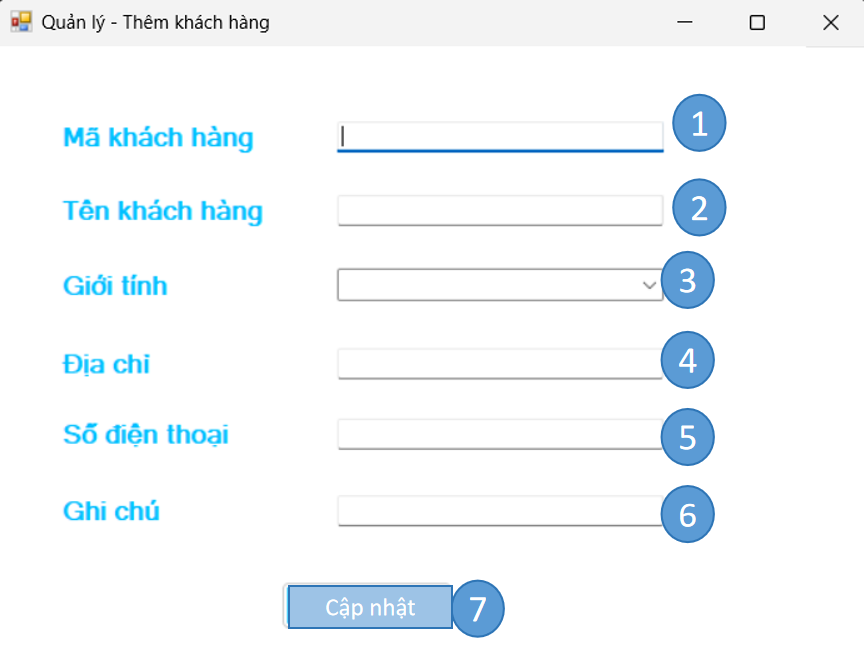 Quản lý - Thêm khách hàng
Mã khách hàng 1
Tên khách hàng 2
Giới tính 3
Địa chỉ 4
Số điện thoại 5
Ghi chú 6
Cập nhật 7